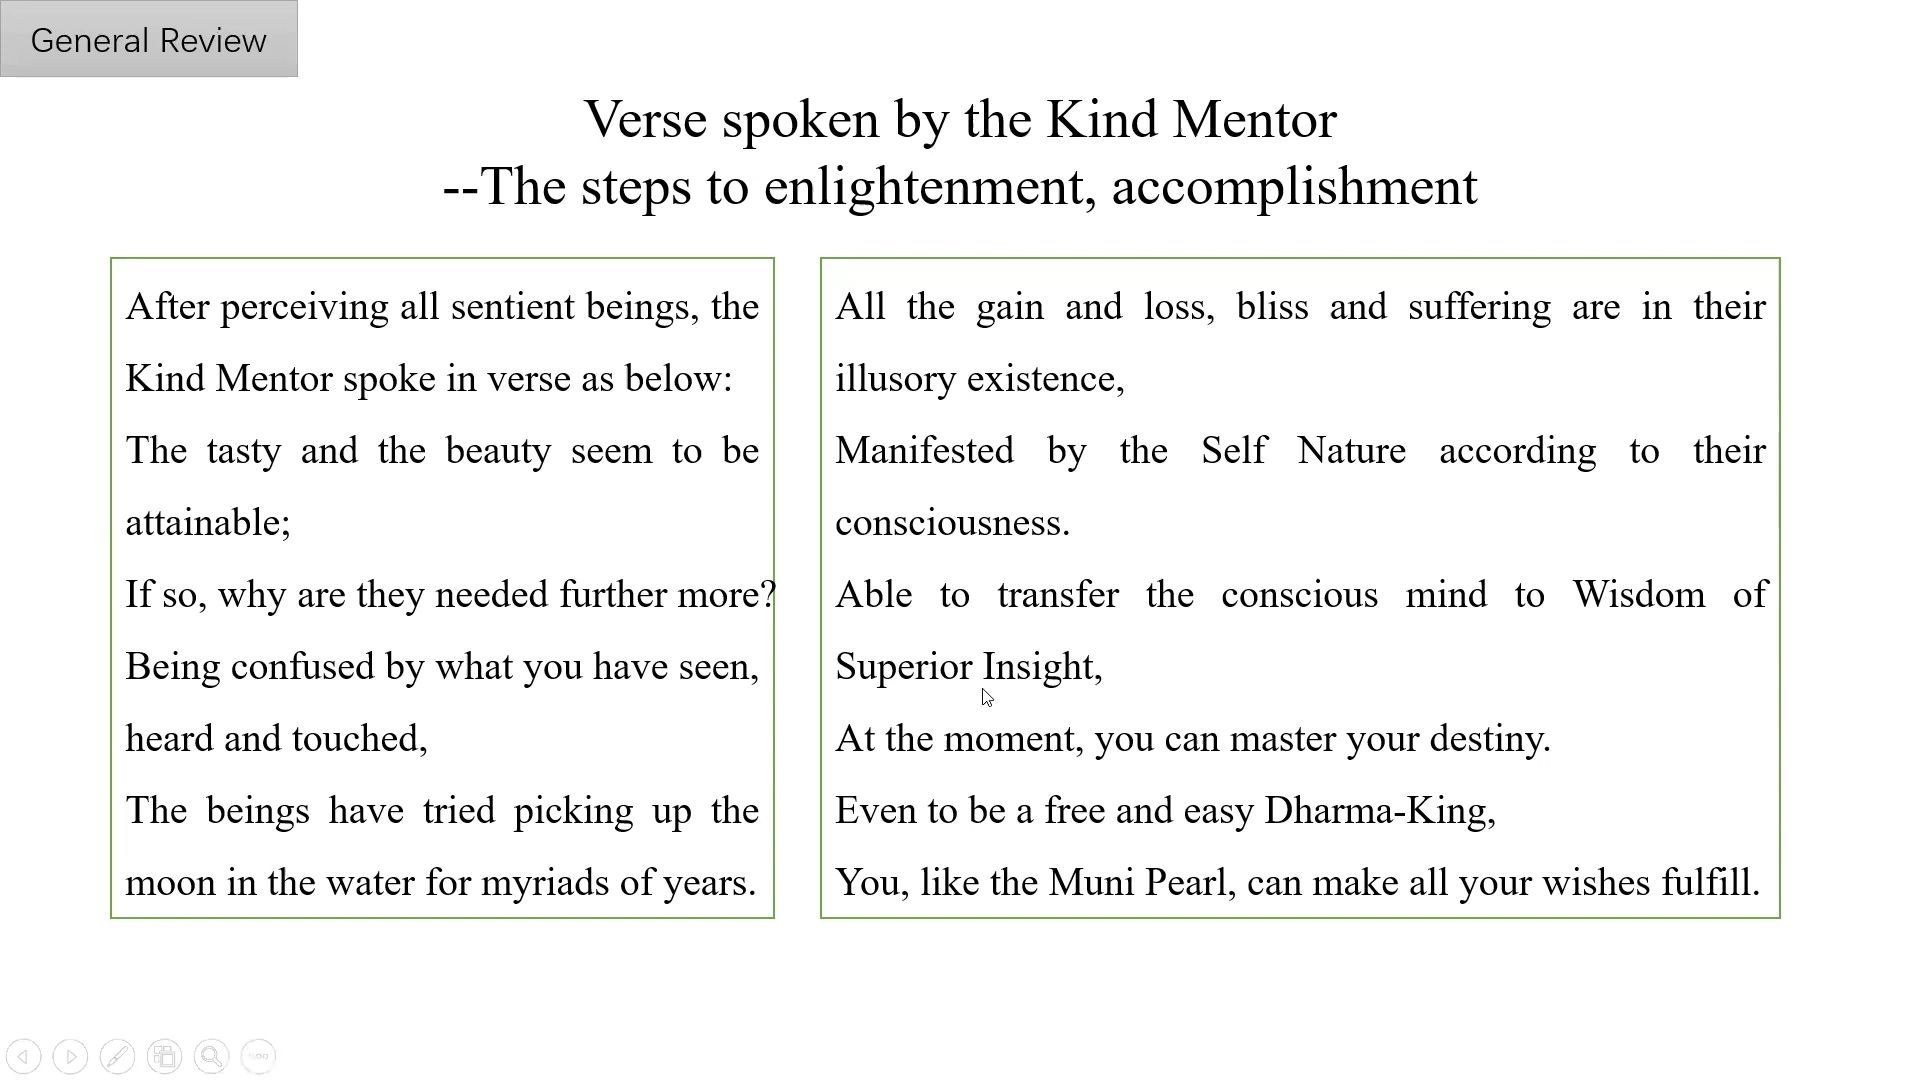 General Review
Verse spoken by the Kind Mentor
--The steps to enlightenment, accomplishment
After perceiving all sentient beings, the
Kind Mentor spoke in verse as below:
The tasty and the beauty seem to be
attainable;
If so, why are they needed further more?
Being confused by what you have seen,
heard and touched,
The beings have tried picking up the
moon in the water for myriads of years.
All the gain and loss, bliss and suffering are in their
illusory existence,
Manifested by the Self Nature according to their
consciousness.
Able to transfer the conscious mind to Wisdom of
Superior Insight,
At the moment, you can master your destiny.
Even to be a free and easy Dharma-King,
You, like the Muni Pearl, can make all your wishes fulfill.